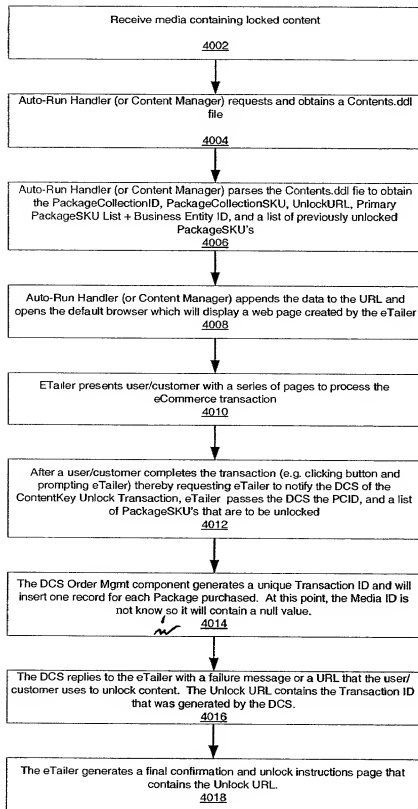 Receive media containing locked content
4002
Auto-Run Handler (or Content Manager) requests and obtains a Contents.ddl
file
4004
Auto-Run Handler (or Content Manager) parses the Contents.ddl fie to obtain
the PackageCollectionID, PackageCollectionSKU, UnlockURL, Primary
PackageSKU List + Business Entity ID, and a list of previously unlocked
PackageSKU's
4006
Auto-Run Handler (or Content Manager) appends the data to the URL and
opens the default browser which will display a web page created by the eTailer
4008
ETailer presents user/customer with a series of pages to process the
eCommerce transaction
4010
After a user/customer completes the transaction (e.g. clicking button and
prompting eTailer) thereby requesting eTailer to notify the DCS of the
ContentKey Unlock Transaction, eTailer passes the DCS the PCID, and a list
of PackageSKU's that are to be unlocked
4012
The DCS Order Mgmt component generates a unique Transaction ID and will
insert one record for each Package purchased. At this point, the Media ID is
not know so it will contain a null value.
4014
The DCS replies to the eTailer with a failure message or a URL that the user/
customer uses to unlock content. The Unlock URL contains the Transaction ID
that was generated by the DCS.
4016
The eTailer generates a final confirmation and unlock instructions page that
contains the Unlock URL.
4018